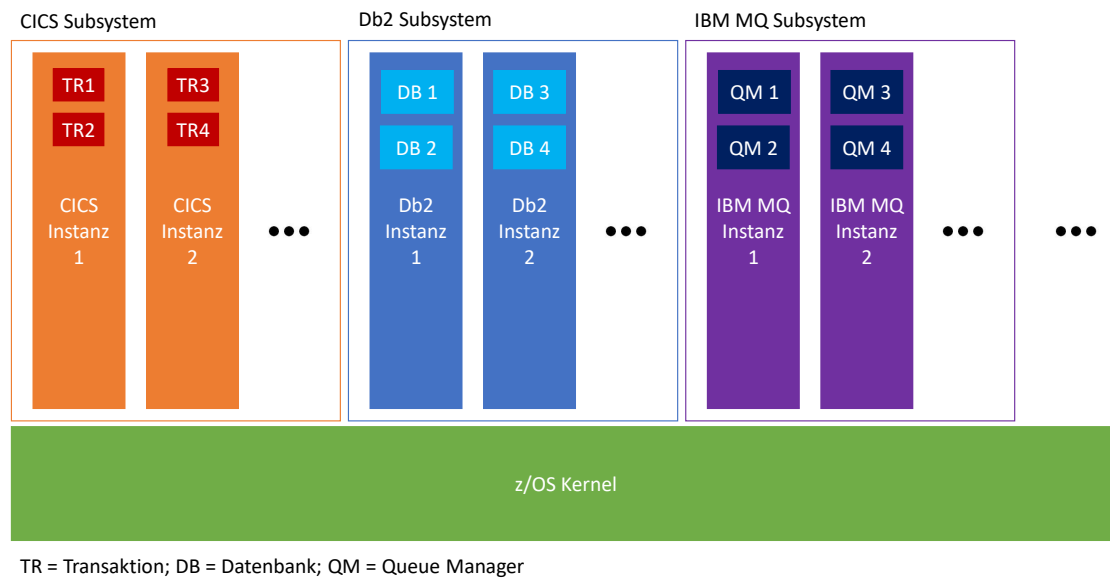 CICS Subsystem
Db2 Subsystem
IBM MQ Subsystem
TR1
TR2
CICS
Instanz
1
TR3
TR4
CICS
Instanz
2
•••
DB 1
DB 2
Db2
Instanz
1
DB 3
DB 4
Db2
Instanz
2
•••
QM 1
QM 2
IBM MQ
Instanz
1
QM 3
QM 4
IBM MQ
Instanz
2
•••
•••
z/OS Kernel
TR = Transaktion; DB = Datenbank; QM = Queue Manager